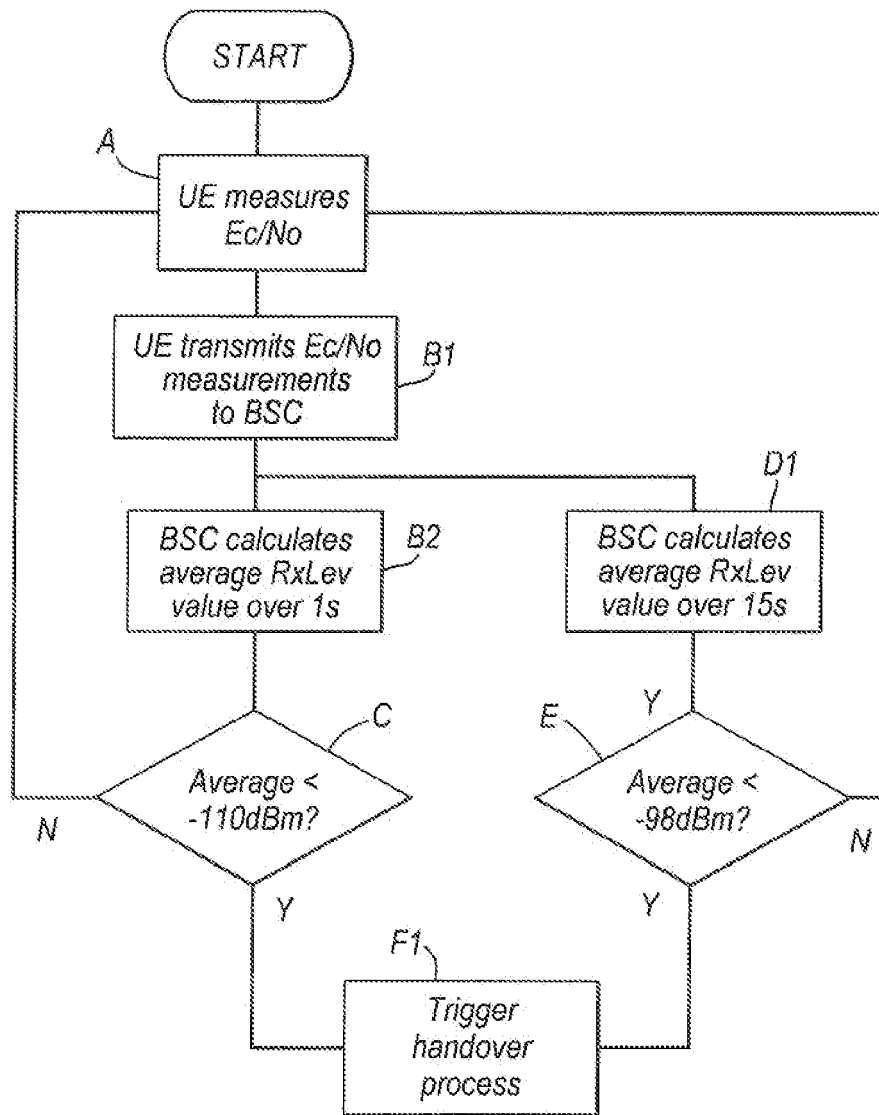 START
A
UE measures
Ec/No
UE transmits Ec/No
measurements
to BSC
B1
D1
BSC calculates
average RxLev
value over 1s
B2
BSC calculates
average RxLev
value over 15s
C
Y
E
Average <
-110dBm?
Average <
-98dBm?
N
N
Y
Y
F1
Trigger
handover
process